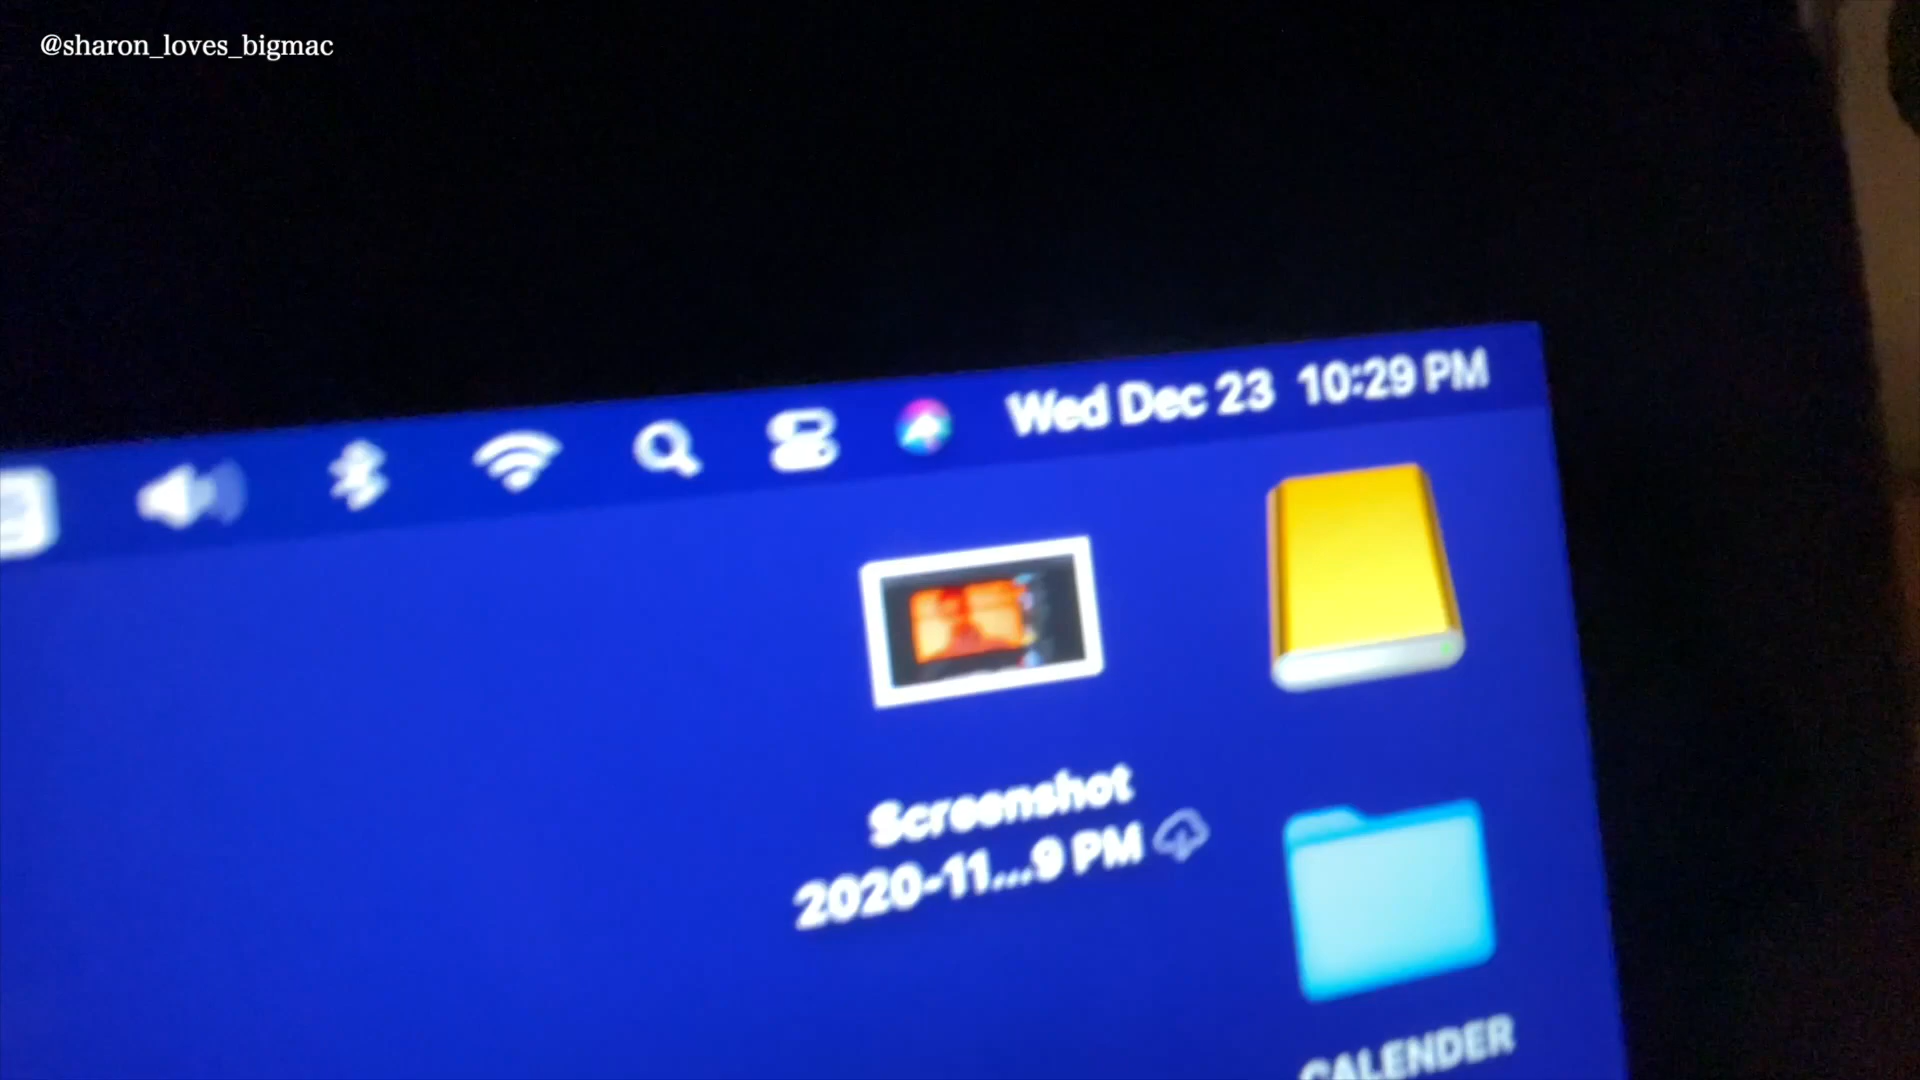 @sharon_loves_bigmac
Wed Dec 23 10:29 PM
Screenshot
2020-11...9 PM
CALENDER